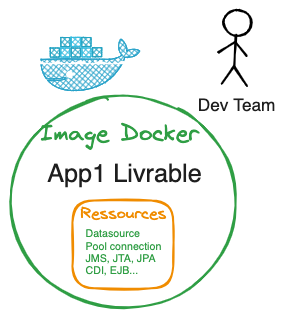 Dev Team
Image Docker
App1 Livrable
Ressources
Datasource
Pool connection
JMS, JTA, JPA
CDI, EJB...